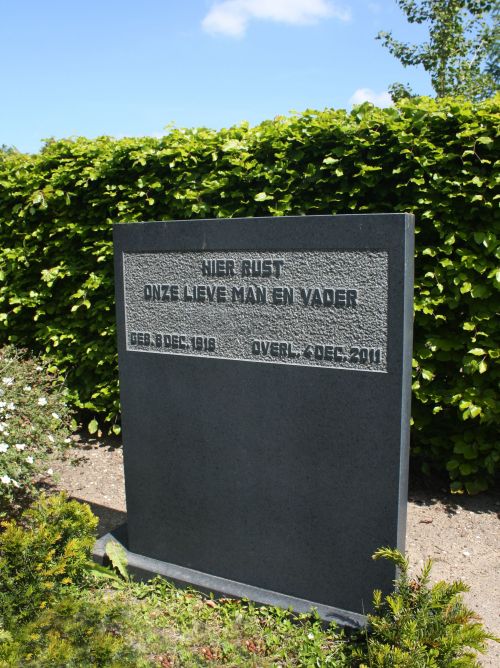 HIER RUST
ONZE LIEVE MAN EN VADER
GEB. 8 DEC. 1918 OVERL. 4 DEC. 2011